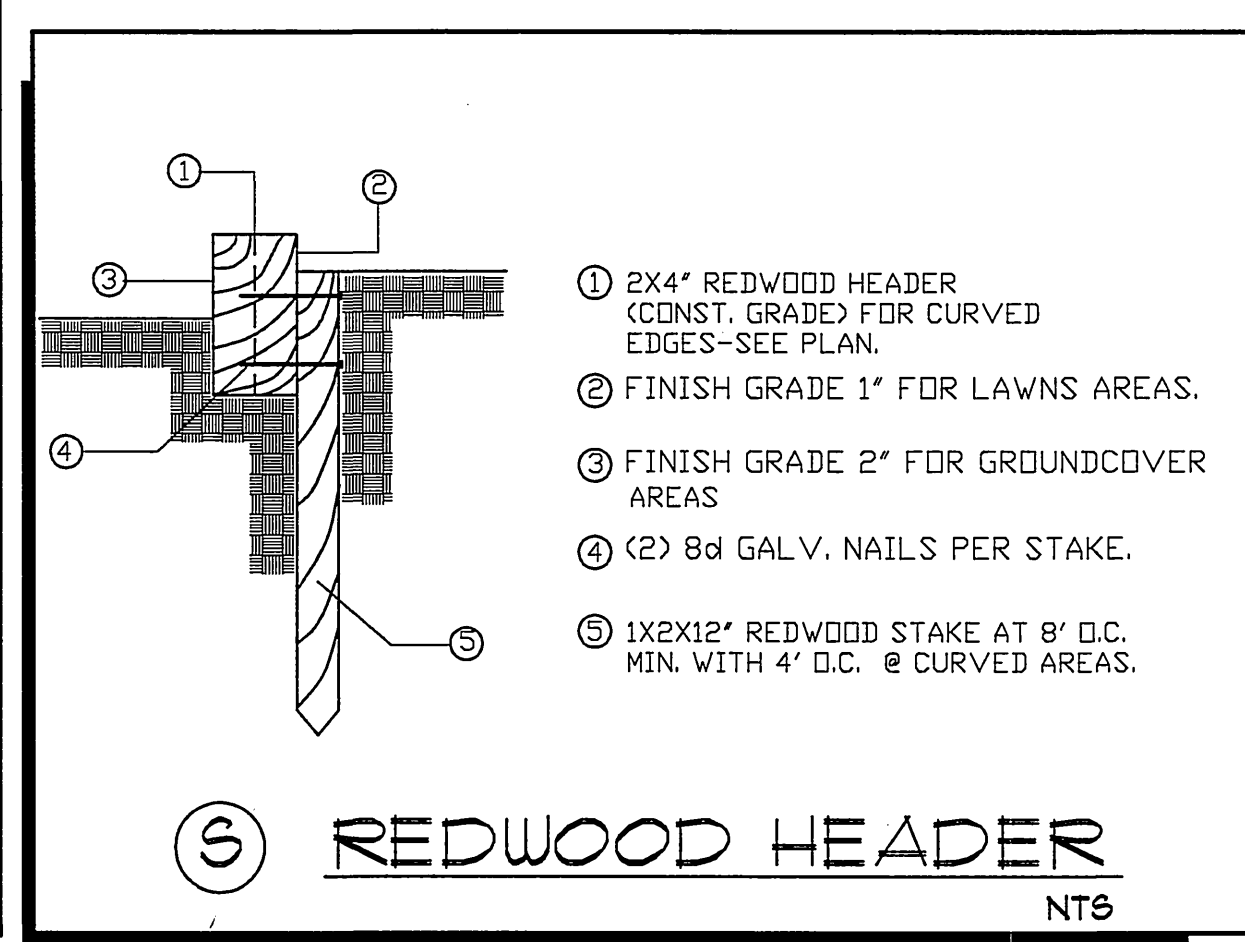 1
2
3
4
5
1 2X4" REDWOOD HEADER
(CONST. GRADE) FOR CURVED
EDGES-SEE PLAN.
2 FINISH GRADE 1" FOR LAWNS AREAS.
3 FINISH GRADE 2" FOR GROUNDCOVER
AREAS
4 (2) 8d GALV. NAILS PER STAKE.
5 1X2X12" REDWOOD STAKE AT 8' O.C.
MIN. WITH 4' O.C. @ CURVED AREAS.
S REDWOOD HEADER
NTS